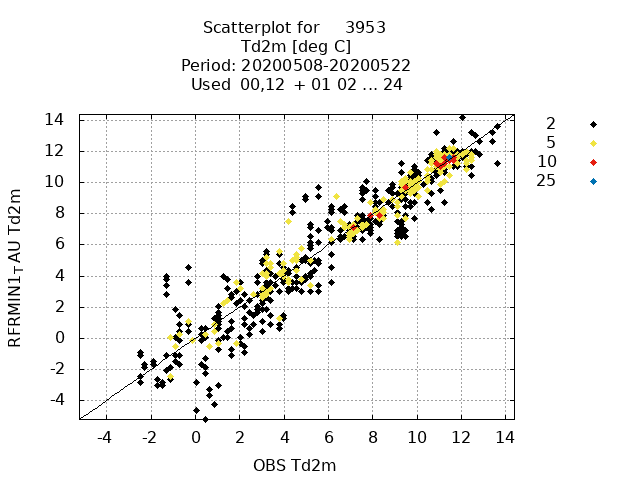 Scatterplot for 3953
Td2m [deg C]
Period: 20200508-20200522
Used 00,12 + 01 02 ... 24
2
5
10
25
14
12
10
8
6
4
2
0
-2
-4
RFRMIN1_T AU Td2m
-4 -2 0 2 4 6 8 10 12 14
OBS Td2m